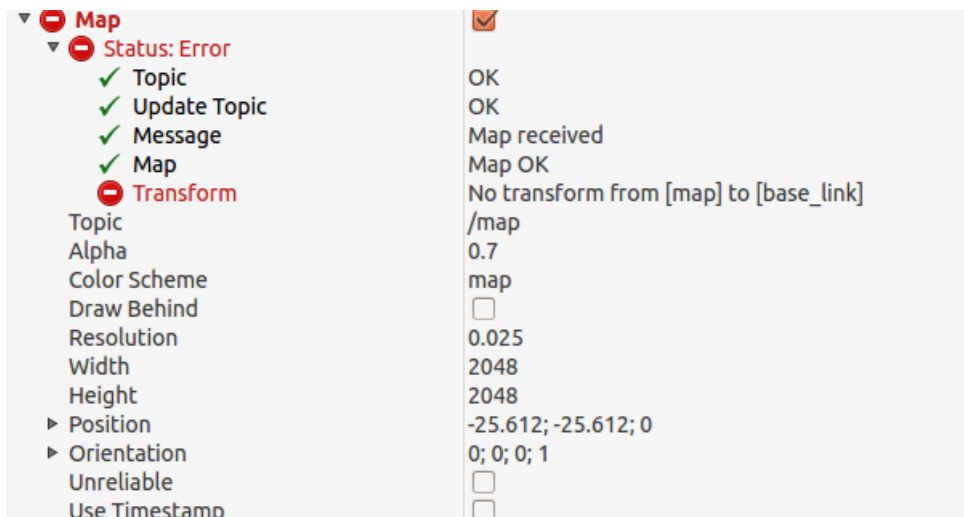 Map
Status: Error
Topic OK
Update Topic OK
Message Map received
Map Map OK
Transform No transform from [map] to [base_link]
Topic /map
Alpha 0.7
Color Scheme map
Draw Behind
Resolution 0.025
Width 2048
Height 2048
Position -25.612; -25.612; 0
Orientation 0; 0; 0; 1
Unreliable
Use Timestamp